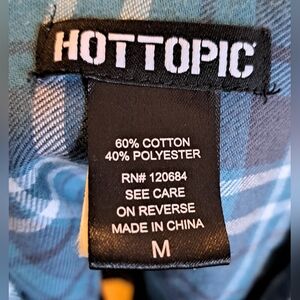 HOTTOPIC
60% COTTON
40% POLYESTER
RN# 120684
SEE CARE
ON REVERSE
MADE IN CHINA
M